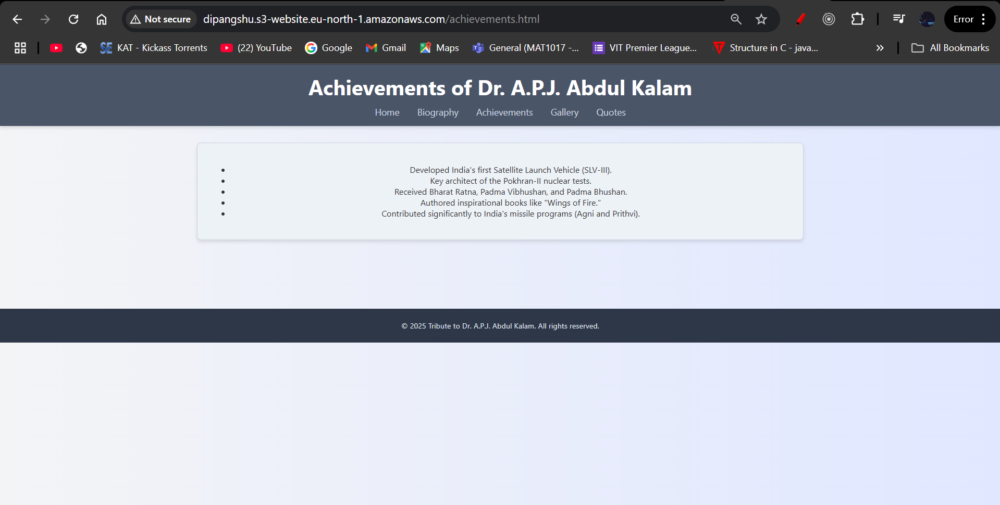 Not secure dipangshu.s3-website.eu-north-1.amazonaws.com/achievements.html Error
KAT - Kickass Torrents (22) YouTube Google Gmail Maps General (MAT1017 -... VIT Premier League... Structure in C - java... » All Bookmarks
Achievements of Dr. A.P.J. Abdul Kalam
Home Biography Achievements Gallery Quotes
• Developed India's first Satellite Launch Vehicle (SLV-III).
• Key architect of the Pokhran-II nuclear tests.
• Received Bharat Ratna, Padma Vibhushan, and Padma Bhushan.
• Authored inspirational books like "Wings of Fire."
• Contributed significantly to India's missile programs (Agni and Prithvi).
© 2025 Tribute to Dr. A.P.J. Abdul Kalam. All rights reserved.